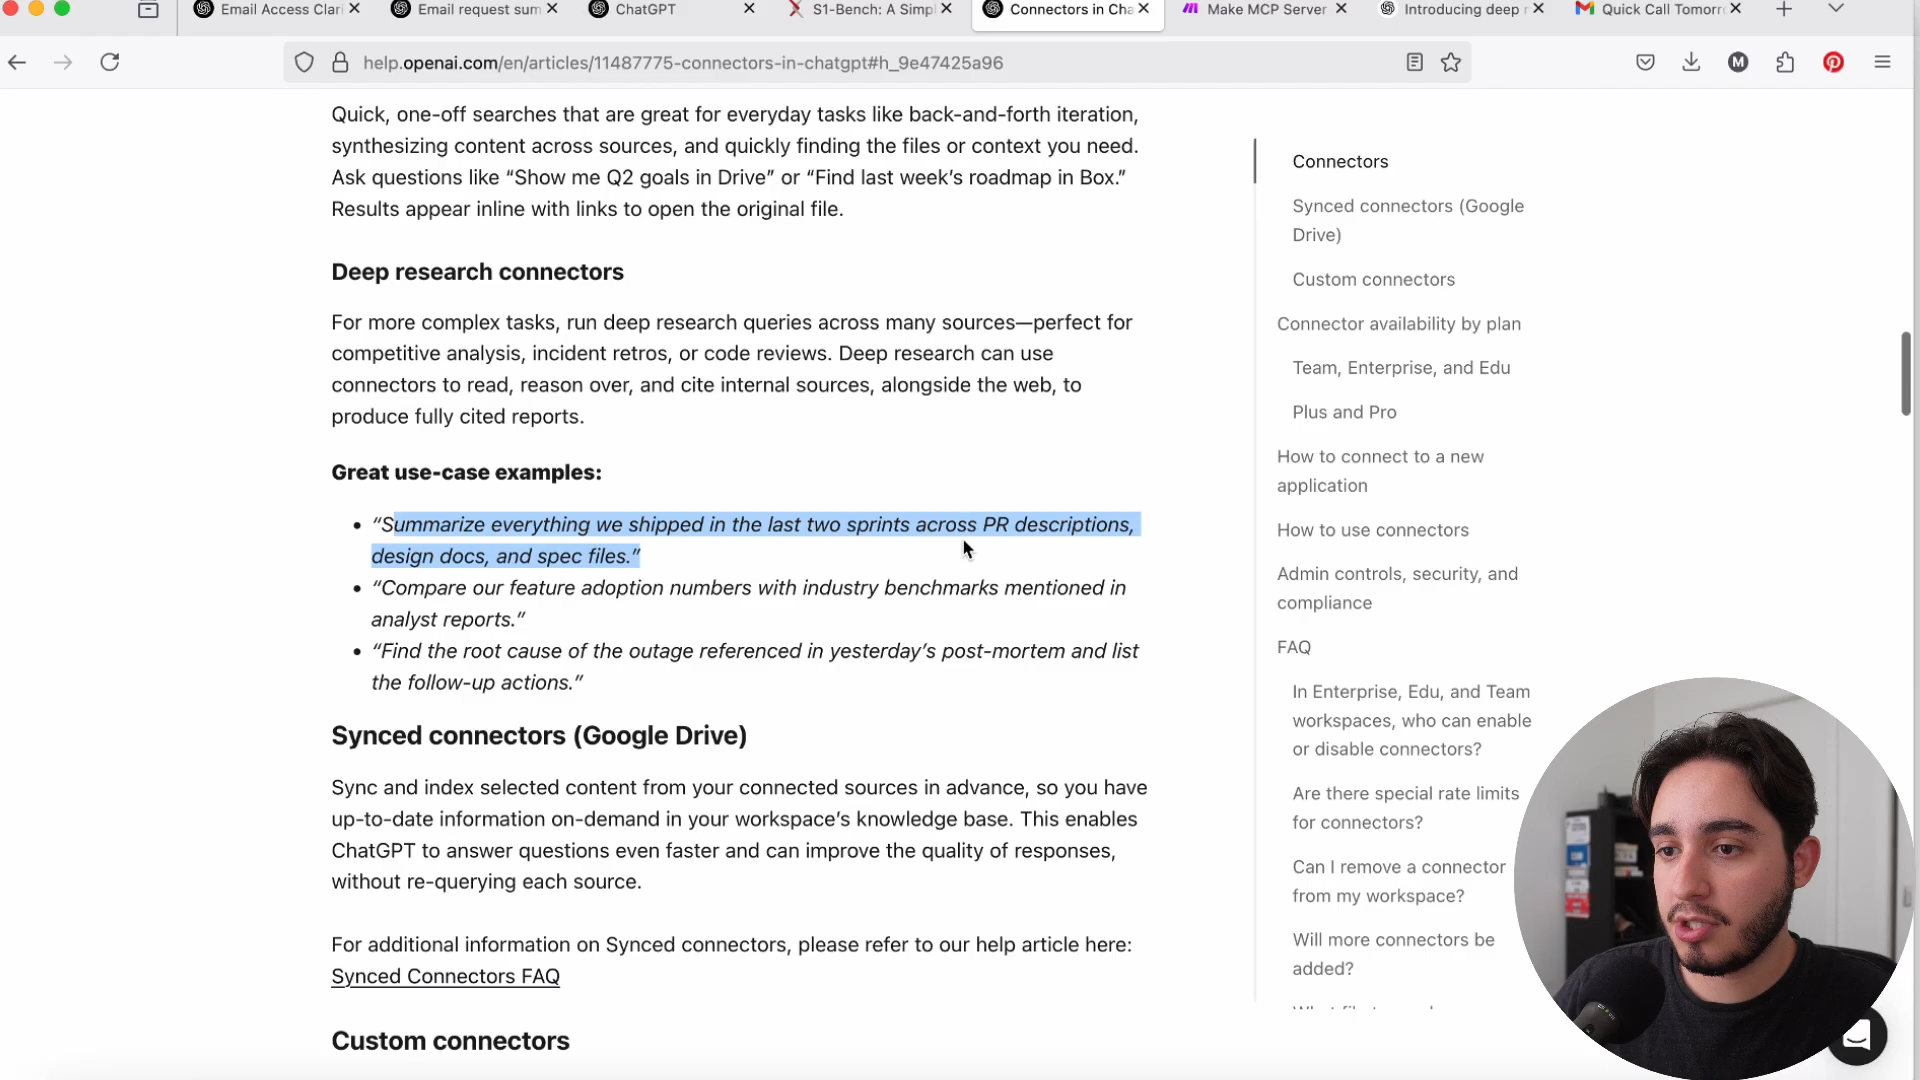 Email Access Clari
Email request sum
ChatGPT
S1-Bench: A Simpl
Connectors in Cha
Make MCP Server
Introducing deep r
Quick Call Tomorr
help.openai.com/en/articles/11487775-connectors-in-chatgpt#h_9e47425a96
M
Quick, one-off searches that are great for everyday tasks like back-and-forth iteration,
synthesizing content across sources, and quickly finding the files or context you need.
Ask questions like “Show me Q2 goals in Drive” or “Find last week’s roadmap in Box.”
Results appear inline with links to open the original file.
Deep research connectors
For more complex tasks, run deep research queries across many sources—perfect for
competitive analysis, incident retros, or code reviews. Deep research can use
connectors to read, reason over, and cite internal sources, alongside the web, to
produce fully cited reports.
Great use-case examples:
• “Summarize everything we shipped in the last two sprints across PR descriptions,
design docs, and spec files.”
• “Compare our feature adoption numbers with industry benchmarks mentioned in
analyst reports.”
• “Find the root cause of the outage referenced in yesterday’s post-mortem and list
the follow-up actions.”
Synced connectors (Google Drive)
Sync and index selected content from your connected sources in advance, so you have
up-to-date information on-demand in your workspace’s knowledge base. This enables
ChatGPT to answer questions even faster and can improve the quality of responses,
without re-querying each source.
For additional information on Synced connectors, please refer to our help article here:
Synced Connectors FAQ
Custom connectors
Connectors
Synced connectors (Google
Drive)
Custom connectors
Connector availability by plan
Team, Enterprise, and Edu
Plus and Pro
How to connect to a new
application
How to use connectors
Admin controls, security, and
compliance
FAQ
In Enterprise, Edu, and Team
workspaces, who can enable
or disable connectors?
Are there special rate limits
for connectors?
Can I remove a connector
from my workspace?
Will more connectors be
added?